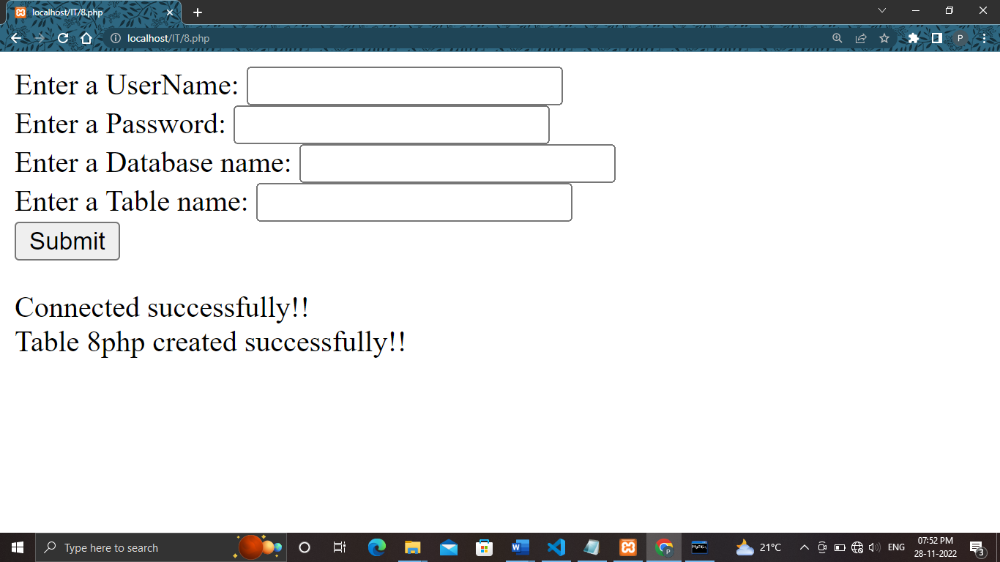 localhost/IT/8.php
localhost/IT/8.php
P
Enter a UserName:
Enter a Password:
Enter a Database name:
Enter a Table name:
Submit
Connected successfully!!
Table 8php created successfully!!
Type here to search
P
MySQL
21°C
ENG
07:52 PM
28-11-2022
3